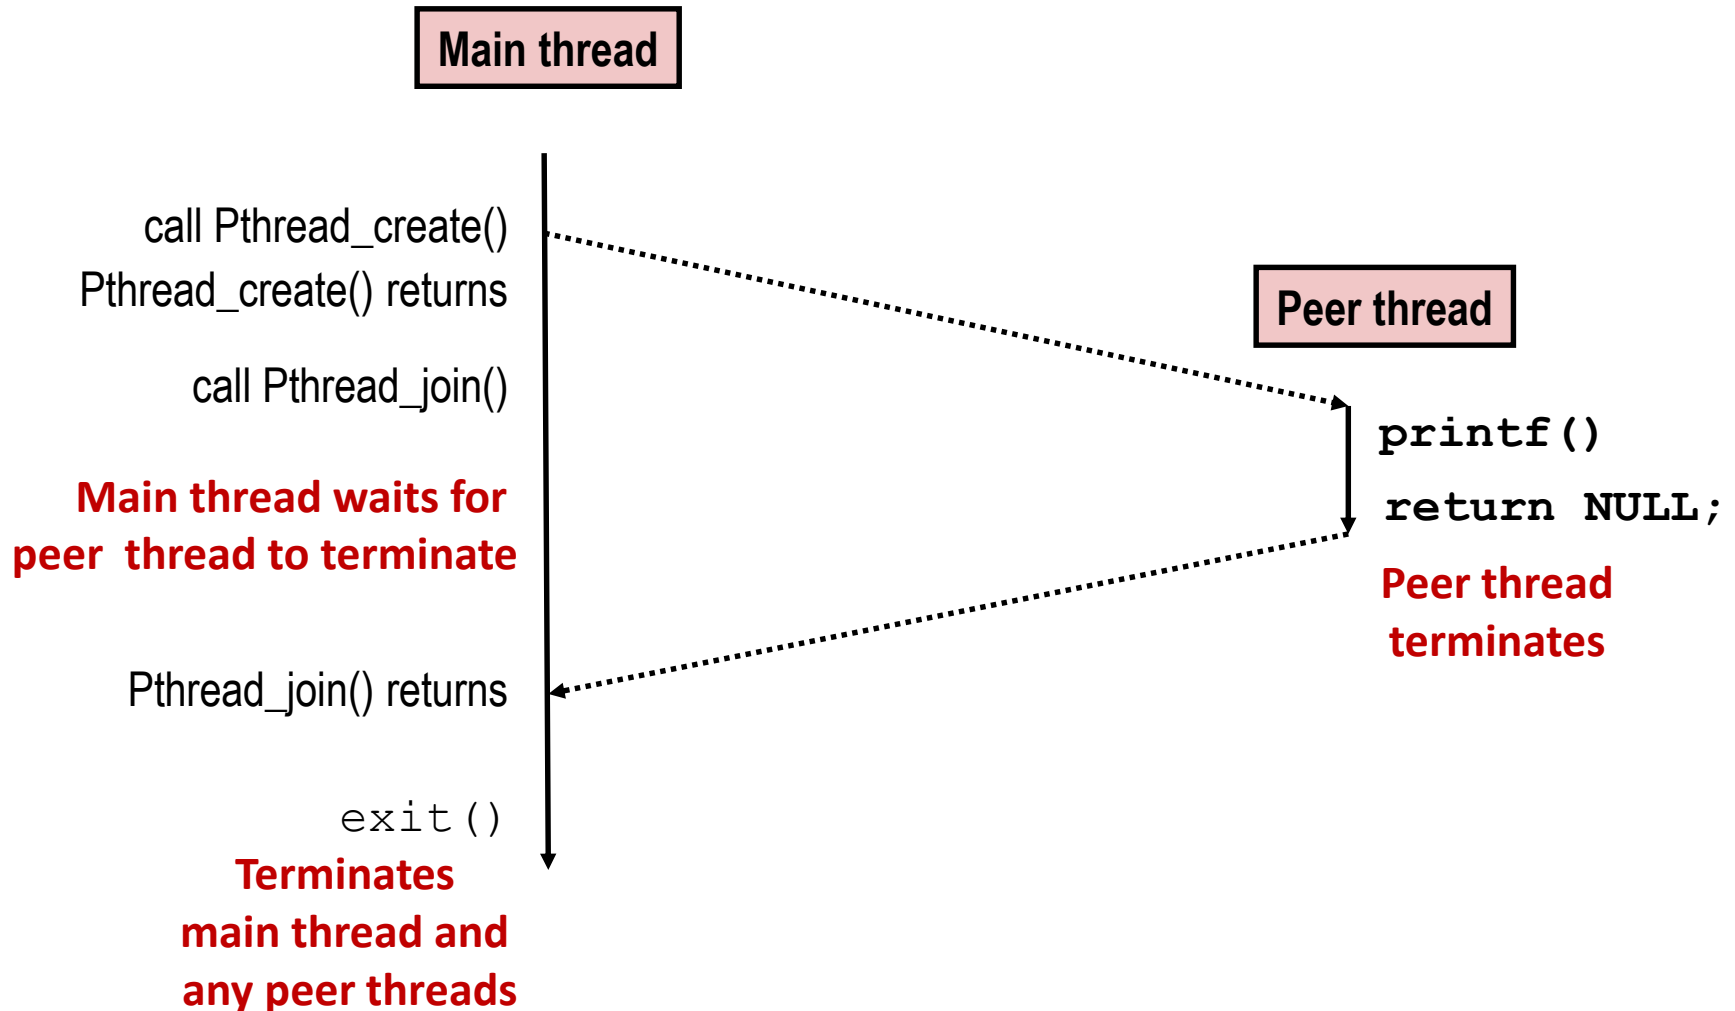 Main thread
call Pthread_create()
Pthread_create() returns
Peer thread
call Pthread_join()
printf()
Main thread waits for
peer thread to terminate
return NULL;
Peer thread
terminates
Pthread_join() returns
exit()
Terminates
main thread and
any peer threads